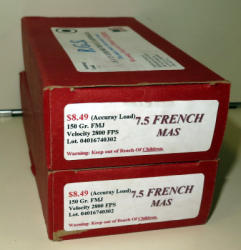 $8.49 (Accuray Load)
7.5 FRENCH
MAS
150 Gr. FMJ
Velocity 2800 FPS
Lot. 04016740302
Warning: Keep out of Reach Of Children.
$8.49 (Accuray Load)
7.5 FRENCH
MAS
150 Gr. FMJ
Velocity 2800 FPS
Lot. 04016740302
Warning: Keep out of Reach Of Children.